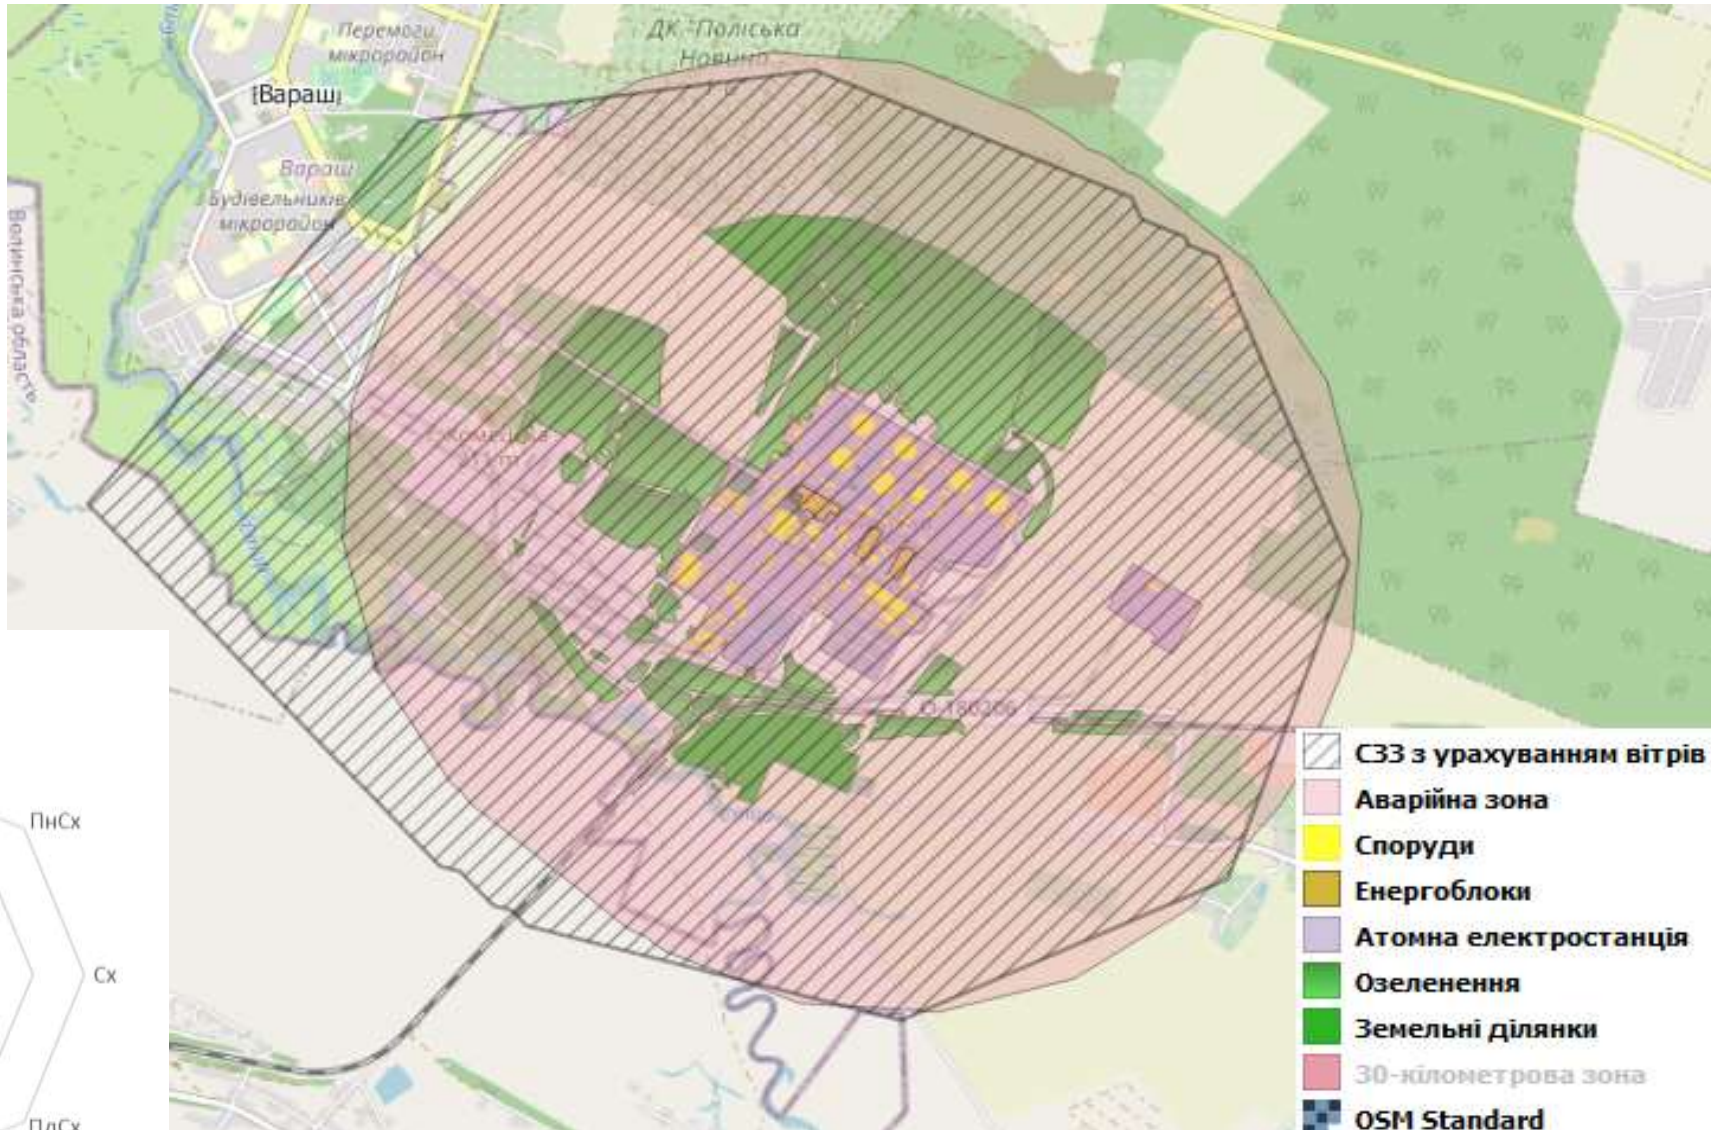 Перемоги
мікрорайон
ДК "Поліська
Вараш
Вараш
Будівельників
мікрорайон
Волинська область
О-180206
ПнСх
Сх
ПдСх
СЗЗ з урахуванням вітрів
Аварійна зона
Споруди
Енергоблоки
Атомна електростанція
Озеленення
Земельні ділянки
30-кілометрова зона
OSM Standard